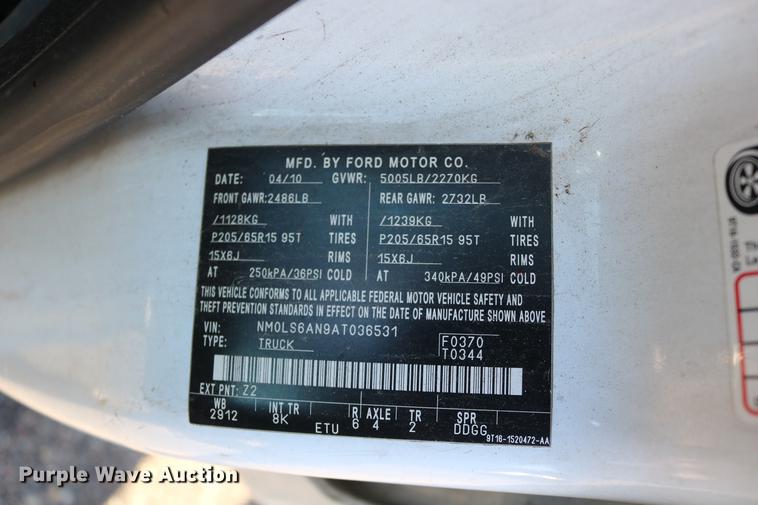 MFD. BY FORD MOTOR CO.
DATE: 04/10 GVWR: 5005LB/2270KG
FRONT GAWR: 2486LB REAR GAWR: 2732LB
/1128KG WITH /1239KG WITH
P205/65R15 95T TIRES P205/65R15 95T TIRES
15X6J RIMS 15X6J RIMS
AT 250kPA/36PSI COLD AT 340kPA/49PSI COLD
THIS VEHICLE CONFORMS TO ALL APPLICABLE FEDERAL MOTOR VEHICLE SAFETY AND
THEFT PREVENTION STANDARDS IN EFFECT ON THE DATE OF MANUFACTURE SHOWN ABOVE.
VIN: NM0LS6AN9AT036531 F0370
TYPE: TRUCK T0344
EXT PNT: Z2
WB INT TR R AXLE TR SPR
2912 8K 6 4 2 DDGG
ETU
9T16-1520472-AA
Purple Wave Auction